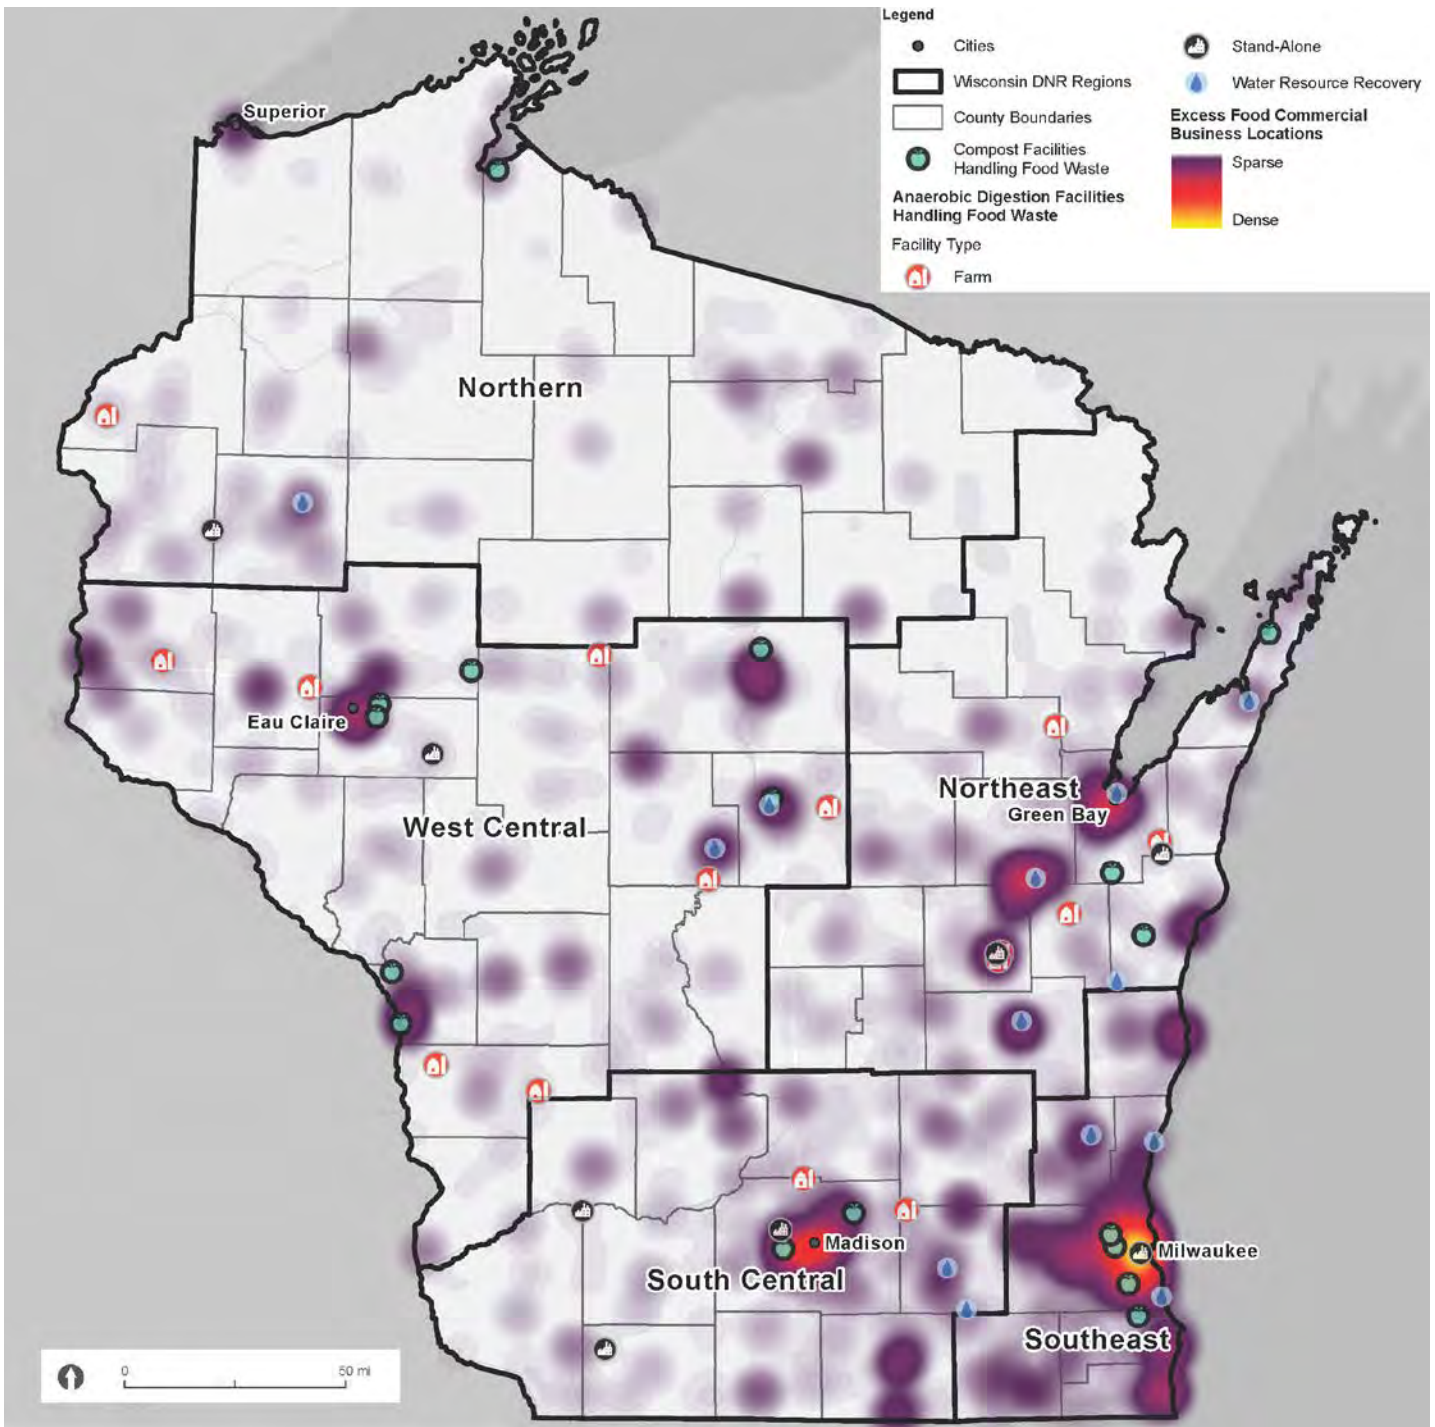 Legend
Cities
Wisconsin DNR Regions
County Boundaries
Compost Facilities
Handling Food Waste
Anaerobic Digestion Facilities
Handling Food Waste
Facility Type
Farm
Stand-Alone
Water Resource Recovery
Excess Food Commercial
Business Locations
Sparse
Dense
Superior
Northern
Eau Claire
West Central
Northeast
Green Bay
Madison
South Central
Milwaukee
Southeast
0 50 mi